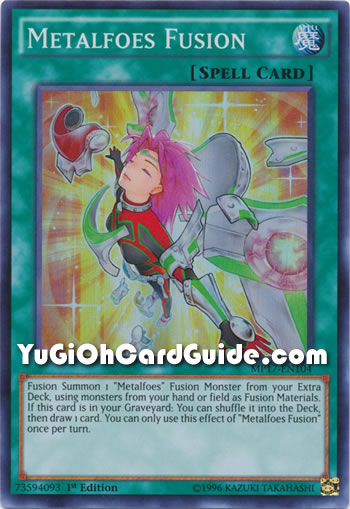 METALFOES FUSION
魔
[SPELL CARD]
YuGiOhCardGuide.com
MP17-EN104
Fusion Summon 1 "Metalfoes" Fusion Monster from your Extra
Deck, using monsters from your hand or field as Fusion Materials.
If this card is in your Graveyard: You can shuffle it into the Deck,
then draw 1 card. You can only use this effect of "Metalfoes Fusion"
once per turn.
73594093 1st Edition ©1996 KAZUKI TAKAHASHI